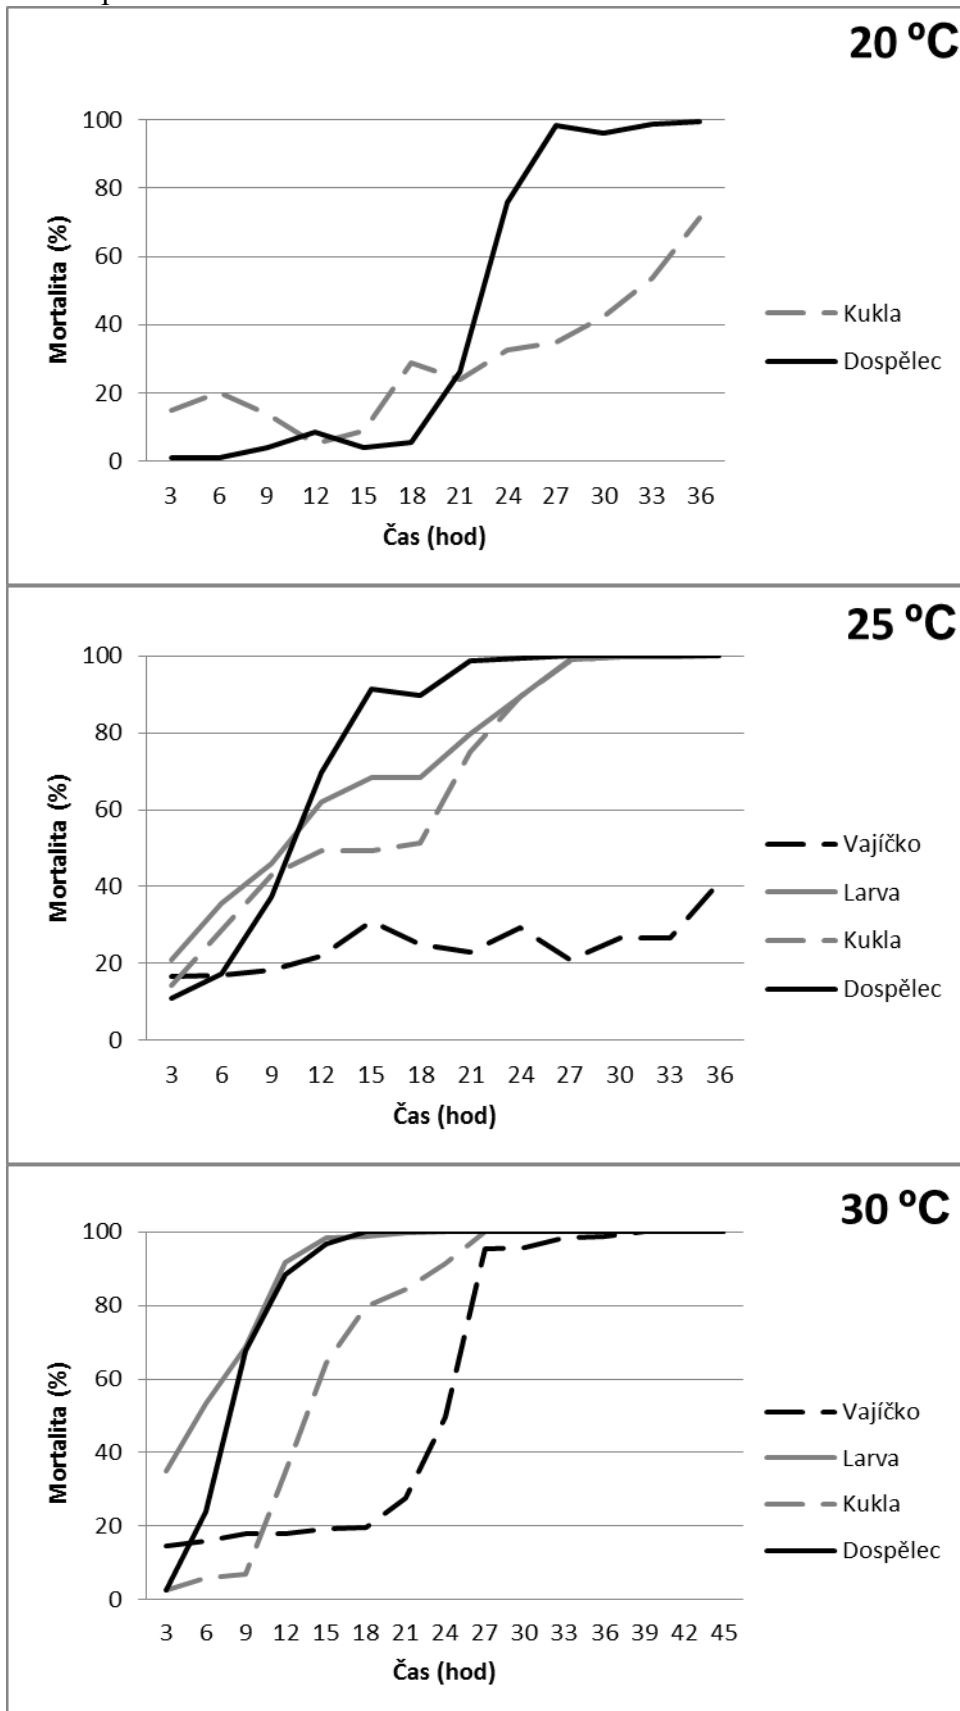 20 ºC
100
80
60
40
20
0
Mortalita (%)
3 6 9 12 15 18 21 24 27 30 33 36
Čas (hod)
Kukla
Dospělec
25 ºC
100
80
60
40
20
0
Mortalita (%)
3 6 9 12 15 18 21 24 27 30 33 36
Čas (hod)
Vajíčko
Larva
Kukla
Dospělec
30 ºC
100
80
60
40
20
0
Mortalita (%)
3 6 9 12 15 18 21 24 27 30 33 36 39 42 45
Čas (hod)
Vajíčko
Larva
Kukla
Dospělec